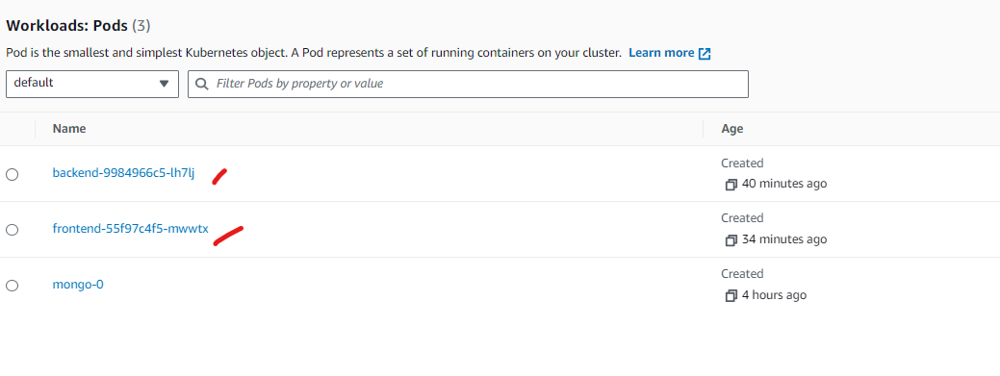 Workloads: Pods (3)
Pod is the smallest and simplest Kubernetes object. A Pod represents a set of running containers on your cluster. Learn more
default
Filter Pods by property or value
Name Age
backend-9984966c5-lh7lj
Created
40 minutes ago
frontend-55f97c4f5-mwwtx
Created
34 minutes ago
mongo-0
Created
4 hours ago